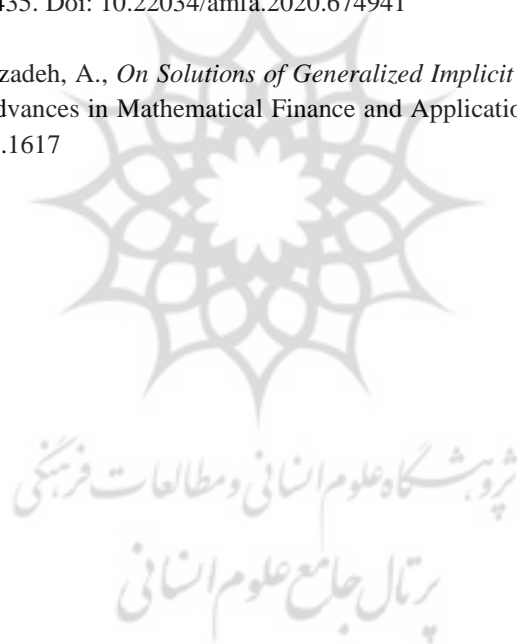 435. Doi: 10.22034/amfa.2020.674941
zadeh, A., On Solutions of Generalized Implicit
dvances in Mathematical Finance and Application
.1617
پژوهشگاه علوم انسانی و مطالعات فرهنگی
پرتال جامع علوم انسانی